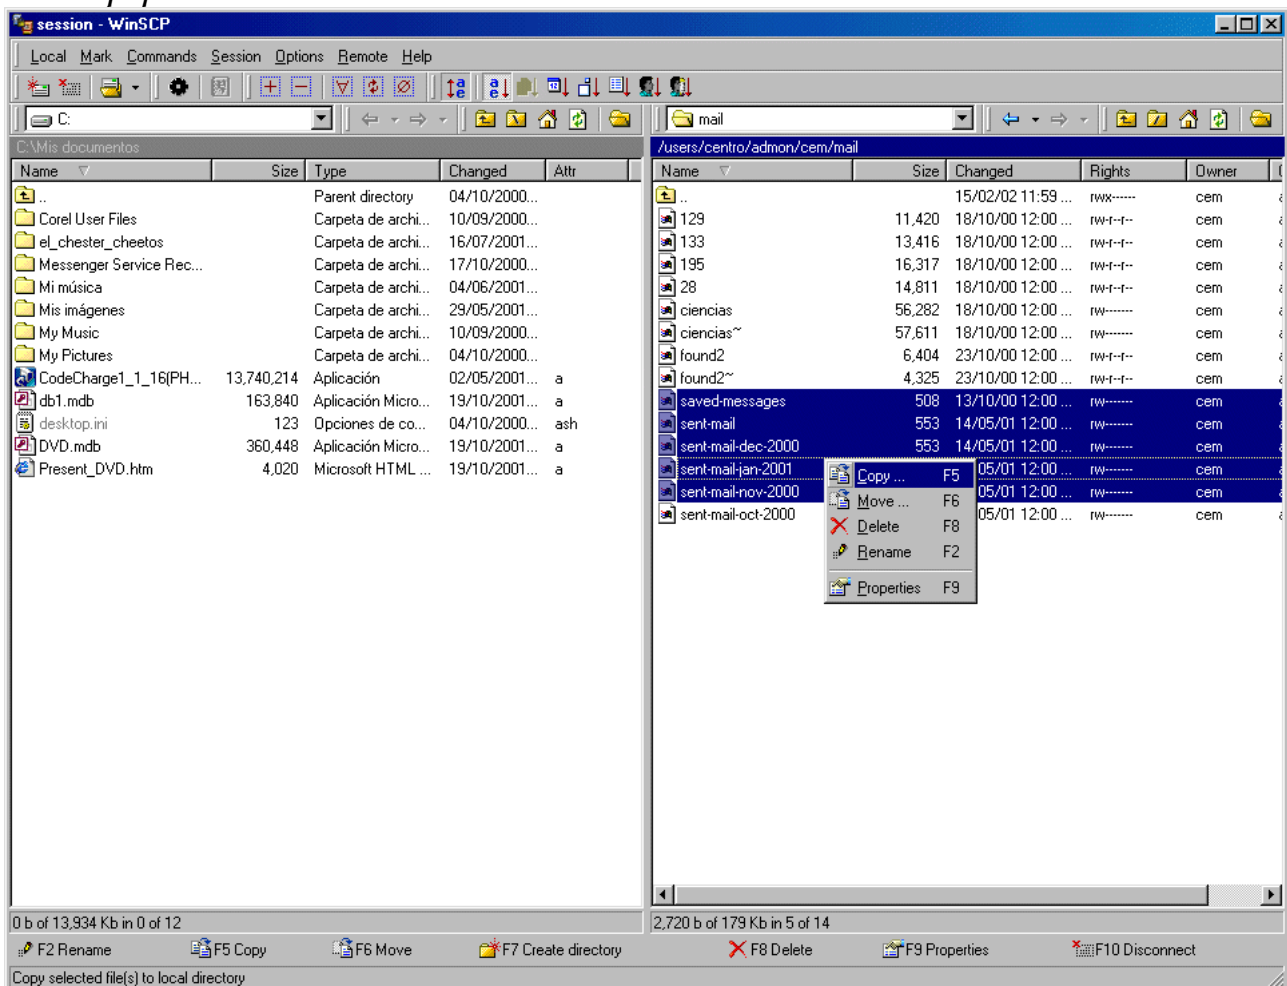 session - WinSCP
Local Mark Commands Session Options Remote Help
C: mail
C:\Mis documentos /users/centro/admon/cem/mail
Name Size Type Changed Attr Name Size Changed Rights Owner
.. Parent directory 04/10/2000... .. 15/02/02 11:59 ... rwx------ cem
Corel User Files Carpeta de archi... 10/09/2000... 129 11,420 18/10/00 12:00 ... rw-r--r-- cem
el_chester_cheetos Carpeta de archi... 16/07/2001... 133 13,416 18/10/00 12:00 ... rw-r--r-- cem
Messenger Service Rec... Carpeta de archi... 17/10/2000... 195 16,317 18/10/00 12:00 ... rw-r--r-- cem
Mi música Carpeta de archi... 04/06/2001... 28 14,811 18/10/00 12:00 ... rw-r--r-- cem
Mis imágenes Carpeta de archi... 29/05/2001... ciencias 56,282 18/10/00 12:00 ... rw------- cem
My Music Carpeta de archi... 10/09/2000... ciencias~ 57,611 18/10/00 12:00 ... rw------- cem
My Pictures Carpeta de archi... 04/10/2000... found2 6,404 23/10/00 12:00 ... rw-r--r-- cem
CodeCharge1_1_16(PH... 13,740,214 Aplicación 02/05/2001... a found2~ 4,325 23/10/00 12:00 ... rw-r--r-- cem
db1.mdb 163,840 Aplicación Micro... 19/10/2001... a saved-messages 508 13/10/00 12:00 ... rw------- cem
desktop.ini 123 Opciones de co... 04/10/2000... ash sent-mail 553 14/05/01 12:00 ... rw------- cem
DVD.mdb 360,448 Aplicación Micro... 19/10/2001... a sent-mail-dec-2000 553 14/05/01 12:00 ... rw------- cem
Present_DVD.htm 4,020 Microsoft HTML ... 19/10/2001... a sent-mail-jan-2001 05/01 12:00 ... rw------- cem
sent-mail-nov-2000 05/01 12:00 ... rw------- cem
sent-mail-oct-2000 05/01 12:00 ... rw------- cem
Copy ... F5
Move ... F6
Delete F8
Rename F2
Properties F9
0 b of 13,934 Kb in 0 of 12 2,720 b of 179 Kb in 5 of 14
F2 Rename F5 Copy F6 Move F7 Create directory F8 Delete F9 Properties F10 Disconnect
Copy selected file(s) to local directory